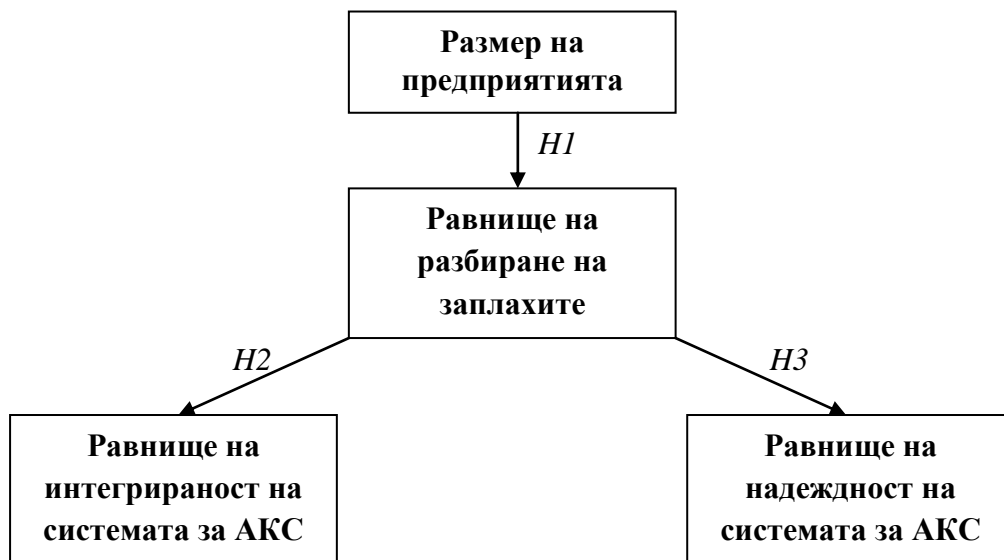 Размер на
предприятията
H1
Равнище на
разбиране на
заплахите
H2
H3
Равнище на
интегрираност на
системата за АКС
Равнище на
надеждност на
системата за АКС